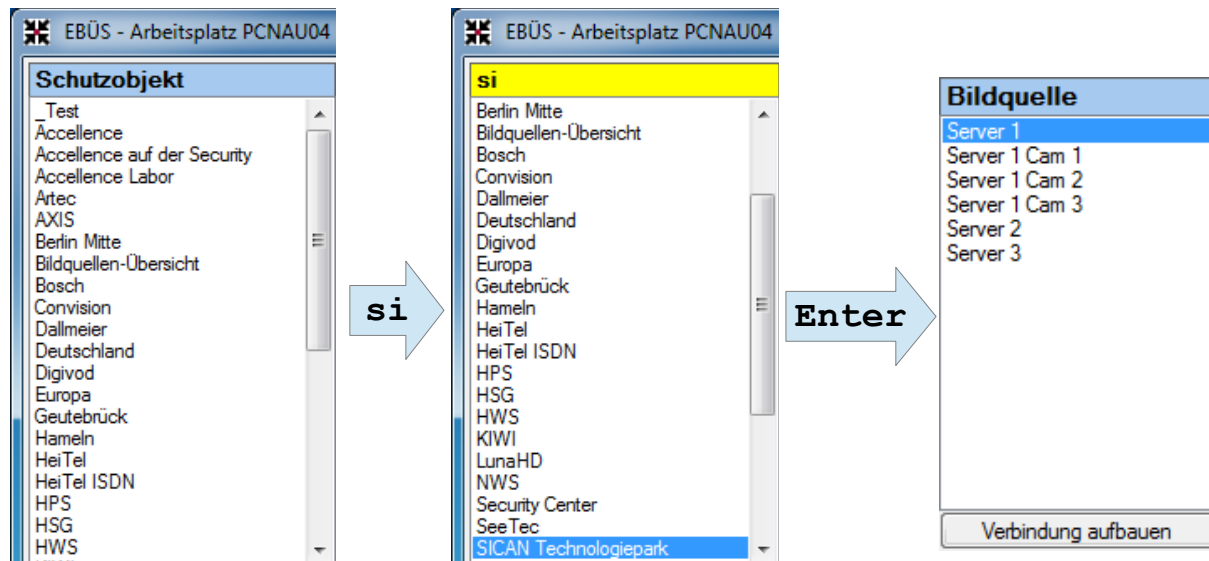 EBÜS - Arbeitsplatz PCNAU04
Schutzobjekt
_Test
Accellence
Accellence auf der Security
Accellence Labor
Artec
AXIS
Berlin Mitte
Bildquellen-Übersicht
Bosch
Convision
Dallmeier
Deutschland
Digivod
Europa
Geutebrück
Hameln
HeiTel
HeiTel ISDN
HPS
HSG
HWS
si
EBÜS - Arbeitsplatz PCNAU04
si
Berlin Mitte
Bildquellen-Übersicht
Bosch
Convision
Dallmeier
Deutschland
Digivod
Europa
Geutebrück
Hameln
HeiTel
HeiTel ISDN
HPS
HSG
HWS
KIWI
LunaHD
NWS
Security Center
SeeTec
SICAN Technologiepark
Enter
Bildquelle
Server 1
Server 1 Cam 1
Server 1 Cam 2
Server 1 Cam 3
Server 2
Server 3
Verbindung aufbauen